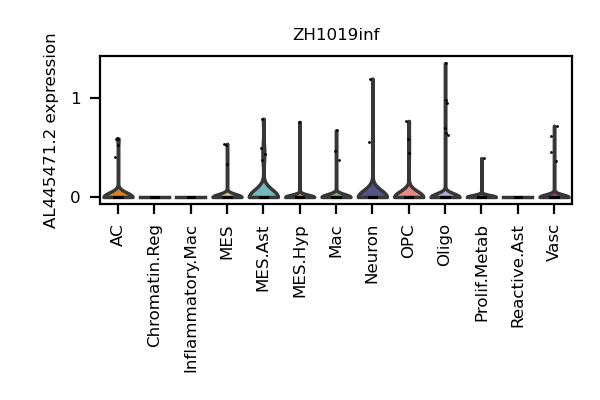 ZH1019inf
AL445471.2 expression
1
0
AC
Chromatin.Reg
Inflammatory.Mac
MES
MES.Ast
MES.Hyp
Mac
Neuron
OPC
Oligo
Prolif.Metab
Reactive.Ast
Vasc